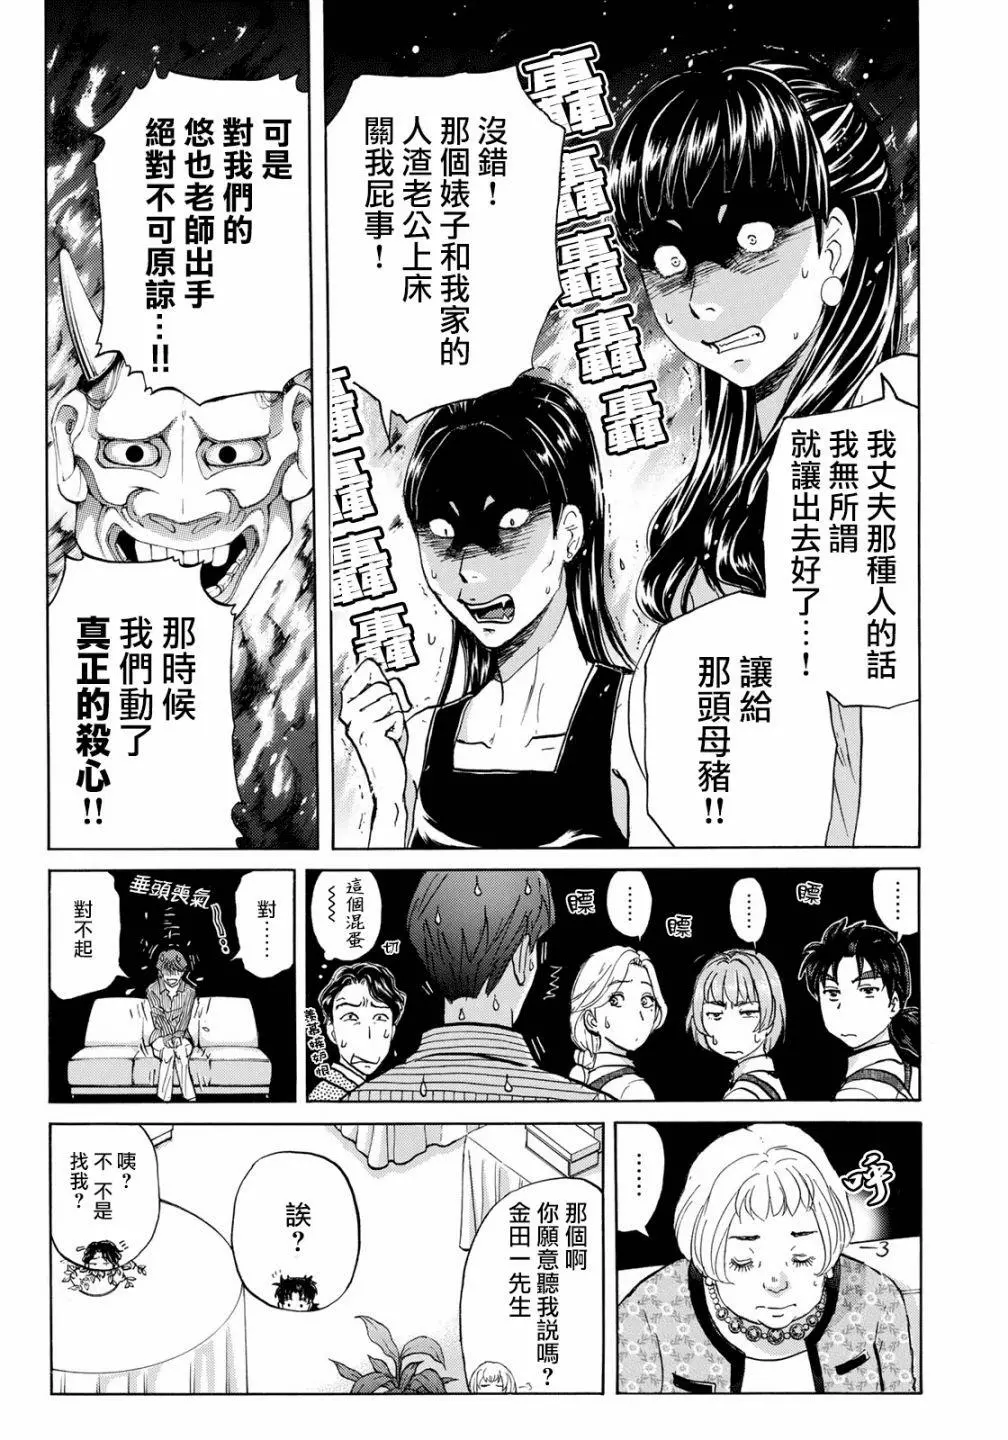 我丈夫那種人的話
我無所謂
就讓出去好了…！
讓給
那頭母豬!!
轟轟轟轟轟轟
沒錯！
那個婊子和我家的
人渣老公上床
關我屁事！
轟轟轟轟轟
可是
對我們的
悠也老師出手
絕對不可原諒…!!
那時候
我們動了
真正的殺心!!
……
……
瞟
……
瞟
瞟
這個混蛋
切
羨慕嫉妒恨
對……
垂頭喪氣
對不起
……
呼
那個啊
你願意聽我說嗎?
金田一先生
誒?
咦?
不 不是
找我?